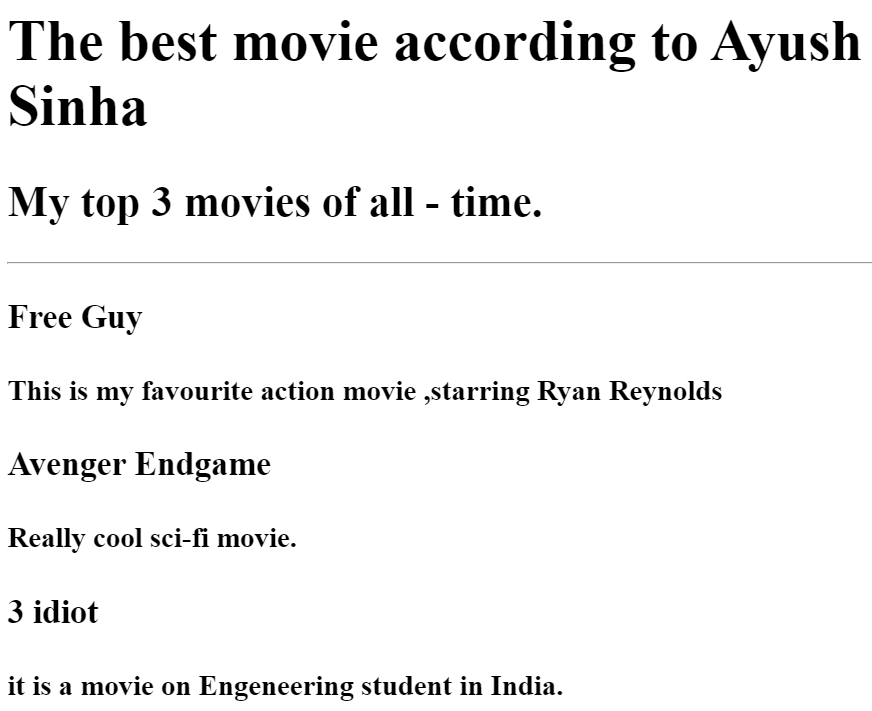 The best movie according to Ayush
Sinha
My top 3 movies of all - time.
Free Guy
This is my favourite action movie ,starring Ryan Reynolds
Avenger Endgame
Really cool sci-fi movie.
3 idiot
it is a movie on Engeneering student in India.